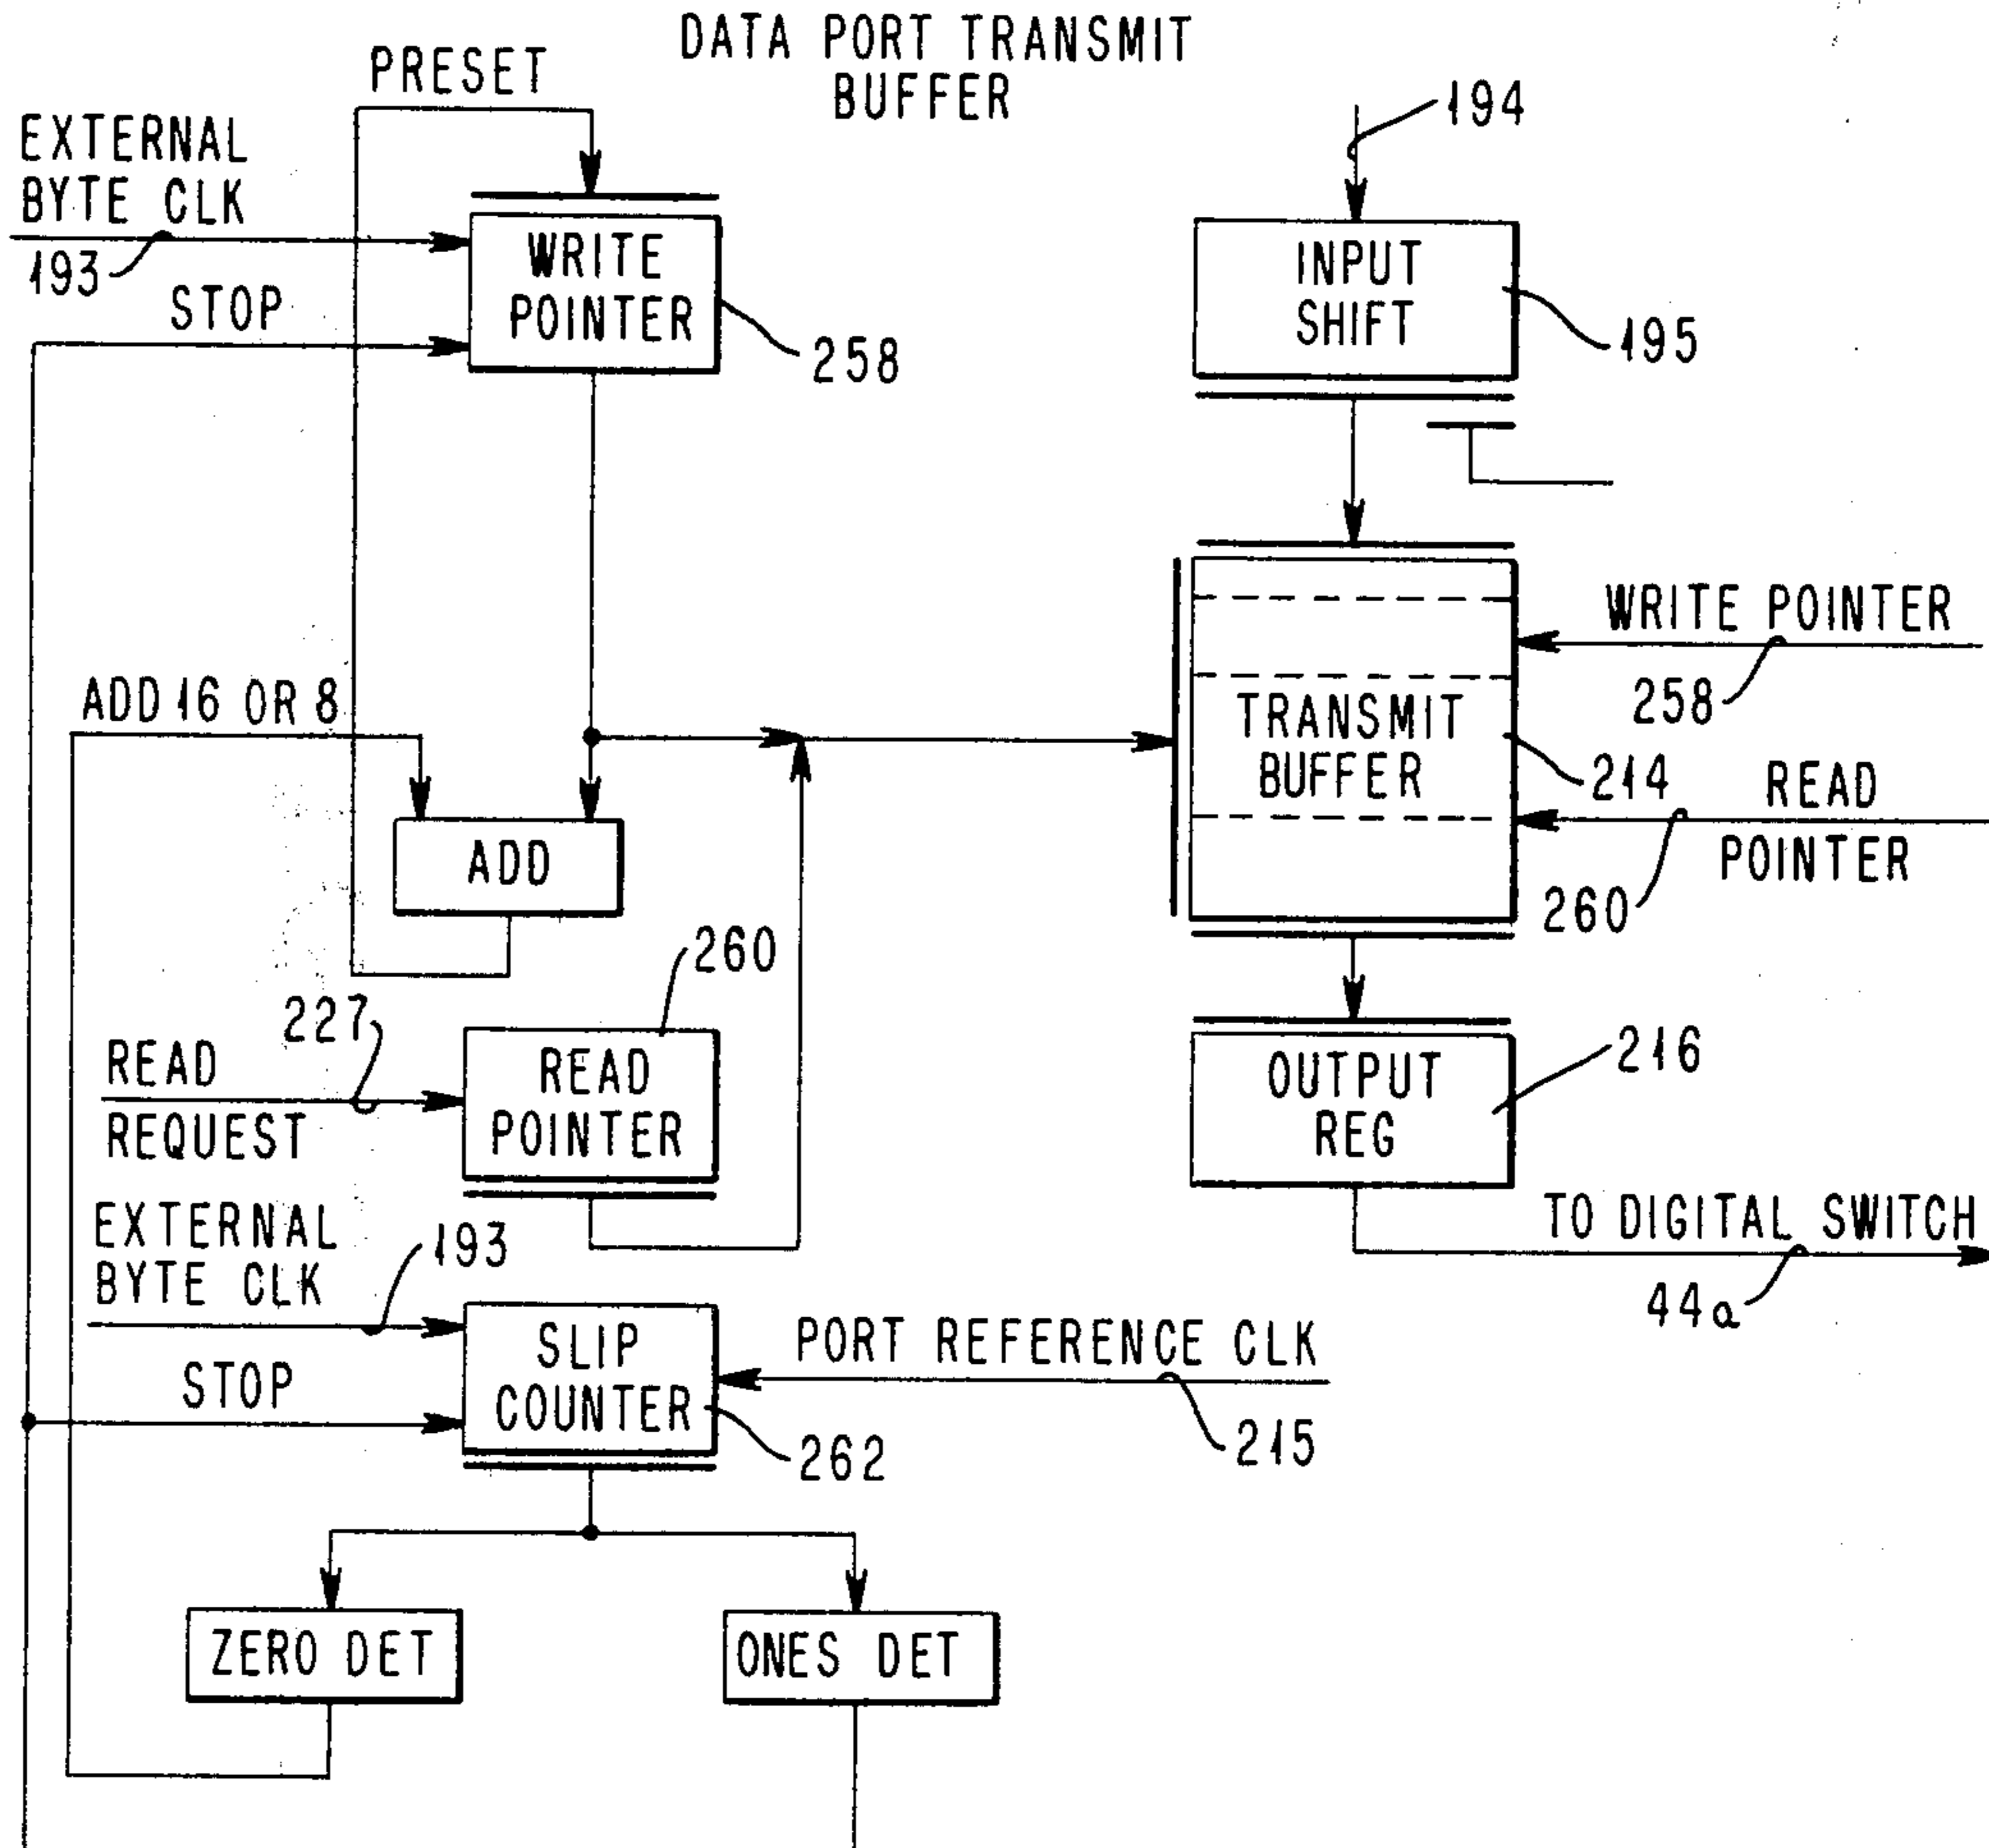 DATA PORT TRANSMIT
BUFFER
PRESET
EXTERNAL
BYTE CLK
193
STOP
WRITE
POINTER
258
194
INPUT
SHIFT
195
ADD 16 OR 8
ADD
WRITE POINTER
258
TRANSMIT
BUFFER
214
READ
POINTER
260
260
227
READ
REQUEST
READ
POINTER
OUTPUT
REG
216
TO DIGITAL SWITCH
44a
EXTERNAL
BYTE CLK
193
STOP
SLIP
COUNTER
262
PORT REFERENCE CLK
215
ZERO DET
ONES DET